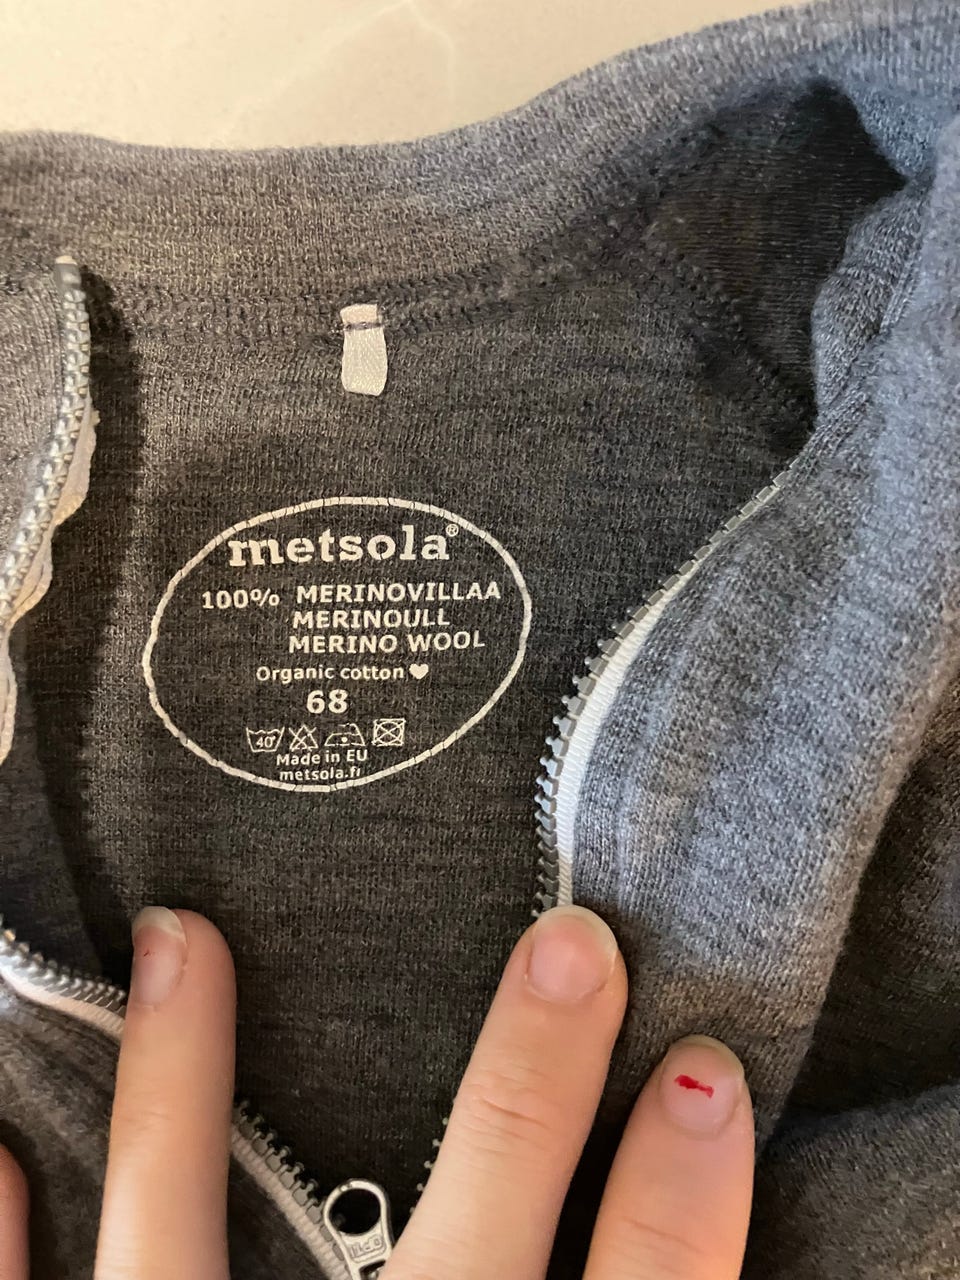 metsola®
100% MERINOVILLAA
MERINOULL
MERINO WOOL
Organic cotton♥
68
40°
Made in EU
metsola.fi